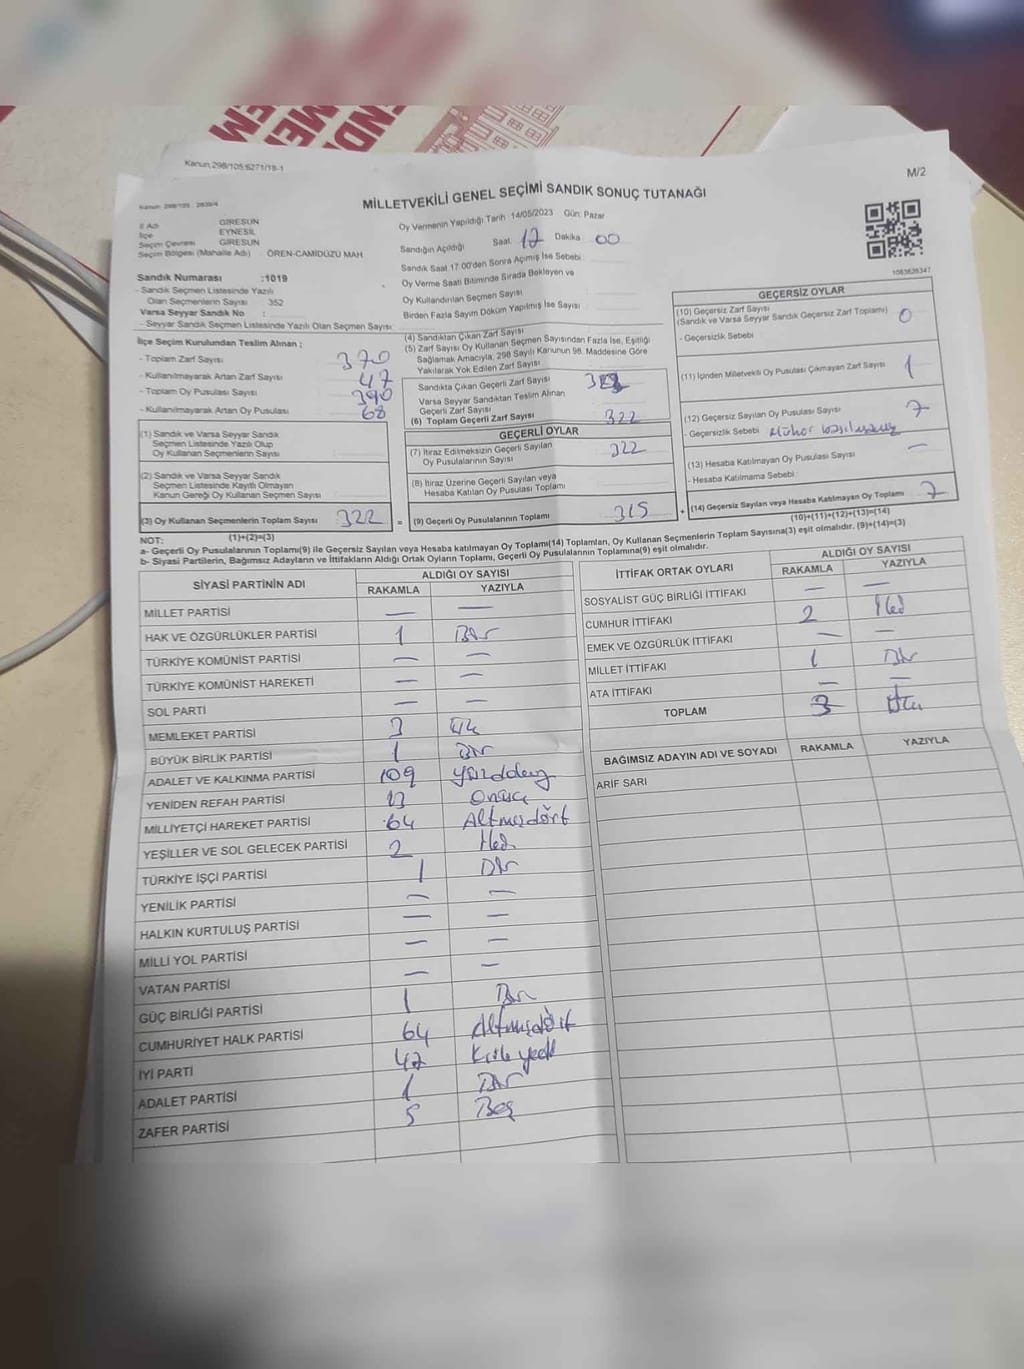 Kanun 298/105:6271/18-1
M/2
MİLLETVEKİLİ GENEL SEÇİMİ SANDIK SONUÇ TUTANAĞI
İl Adı GİRESUN
İlçe EYNESİL
Seçim Çevresi GİRESUN
Seçim Bölgesi (Mahalle Adı) : ÖREN-CAMİDÜZÜ MAH
Sandık Numarası :1019
- Sandık Seçmen Listesinde Yazılı
Olan Seçmenlerin Sayısı : 352
Varsa Seyyar Sandık No :
- Seyyar Sandık Seçmen Listesinde Yazılı Olan Seçmen Sayısı :
Oy Vermenin Yapıldığı Tarih :14/05/2023 Gün: Pazar
Sandığın Açıldığı Saat: 17 Dakika : 00
Sandık Saat 17:00'den Sonra Açılmış İse Sebebi :
Oy Verme Saati Bitiminde Sırada Bekleyen ve
Oy Kullandırılan Seçmen Sayısı
Birden Fazla Sayım Döküm Yapılmış İse Sayısı :
1083628347
İlçe Seçim Kurulundan Teslim Alınan ;
- Toplam Zarf Sayısı : 370
- Kullanılmayarak Artan Zarf Sayısı : 47
- Toplam Oy Pusulası Sayısı : 390
- Kullanılmayarak Artan Oy Pusulası : 68
(1) Sandık ve Varsa Seyyar Sandık
Seçmen Listesinde Yazılı Olup
Oy Kullanan Seçmenlerin Sayısı :
(2) Sandık ve Varsa Seyyar Sandık
Seçmen Listesinde Kayıtlı Olmayan
Kanun Gereği Oy Kullanan Seçmen Sayısı :
(3) Oy Kullanan Seçmenlerin Toplam Sayısı : 322
(1)+(2)=(3)
(4) Sandıktan Çıkan Zarf Sayısı :
(5) Zarf Sayısı Oy Kullanan Seçmen Sayısından Fazla İse, Eşitliği
Sağlamak Amacıyla, 298 Sayılı Kanunun 98. Maddesine Göre
Yakılarak Yok Edilen Zarf Sayısı :
Sandıkta Çıkan Geçerli Zarf Sayısı
Varsa Seyyar Sandıktan Teslim Alınan
Geçerli Zarf Sayısı
(6) Toplam Geçerli Zarf Sayısı : 322
GEÇERLİ OYLAR
(7) İtiraz Edilmeksizin Geçerli Sayılan
Oy Pusulalarının Sayısı : 322
(8) İtiraz Üzerine Geçerli Sayılan veya
Hesaba Katılan Oy Pusulası Toplamı :
= (9) Geçerli Oy Pusulalarının Toplamı : 315
GEÇERSİZ OYLAR
(10) Geçersiz Zarf Sayısı
(Sandık ve Varsa Seyyar Sandık Geçersiz Zarf Toplamı) : 0
- Geçersizlik Sebebi :
(11) İçinden Milletvekili Oy Pusulası Çıkmayan Zarf Sayısı : 1
(12) Geçersiz Sayılan Oy Pusulası Sayısı : 7
- Geçersizlik Sebebi :
(13) Hesaba Katılmayan Oy Pusulası Sayısı : —
- Hesaba Katılmama Sebebi :
+ (14) Geçersiz Sayılan veya Hesaba Katılmayan Oy Toplamı : 7
(10)+(11)+(12)+(13)=(14)
NOT:
a- Geçerli Oy Pusulalarının Toplamı(9) ile Geçersiz Sayılan veya Hesaba katılmayan Oy Toplamı(14) Toplamları, Oy Kullanan Seçmenlerin Toplam Sayısına(3) eşit olmalıdır. (9)+(14)=(3)
b- Siyasi Partilerin, Bağımsız Adayların ve İttifakların Aldığı Ortak Oyların Toplamı, Geçerli Oy Pusulalarının Toplamına(9) eşit olmalıdır.
SİYASİ PARTİNİN ADI ALDIĞI OY SAYISI
RAKAMLA YAZIYLA
MİLLET PARTİSİ — —
HAK VE ÖZGÜRLÜKLER PARTİSİ 1 Bir
TÜRKİYE KOMÜNİST PARTİSİ — —
TÜRKİYE KOMÜNİST HAREKETİ — —
SOL PARTİ — —
MEMLEKET PARTİSİ 3 Üç
BÜYÜK BİRLİK PARTİSİ 1 Bir
ADALET VE KALKINMA PARTİSİ 109
YENİDEN REFAH PARTİSİ 13 Onüç
MİLLİYETÇİ HAREKET PARTİSİ 64 Altmışdört
YEŞİLLER VE SOL GELECEK PARTİSİ 2 İki
TÜRKİYE İŞÇİ PARTİSİ 1 Bir
YENİLİK PARTİSİ — —
HALKIN KURTULUŞ PARTİSİ — —
MİLLİ YOL PARTİSİ — —
VATAN PARTİSİ — —
GÜÇ BİRLİĞİ PARTİSİ 1 Bir
CUMHURİYET HALK PARTİSİ 64 Altmışdört
İYİ PARTİ 47 Kırk yedi
ADALET PARTİSİ 1 Bir
ZAFER PARTİSİ 5 Beş
İTTİFAK ORTAK OYLARI ALDIĞI OY SAYISI
RAKAMLA YAZIYLA
SOSYALİST GÜÇ BİRLİĞİ İTTİFAKI — —
CUMHUR İTTİFAKI 2 İki
EMEK VE ÖZGÜRLÜK İTTİFAKI — —
MİLLET İTTİFAKI 1 Bir
ATA İTTİFAKI — —
TOPLAM 3 Üç
BAĞIMSIZ ADAYIN ADI VE SOYADI RAKAMLA YAZIYLA
ARİF SARI